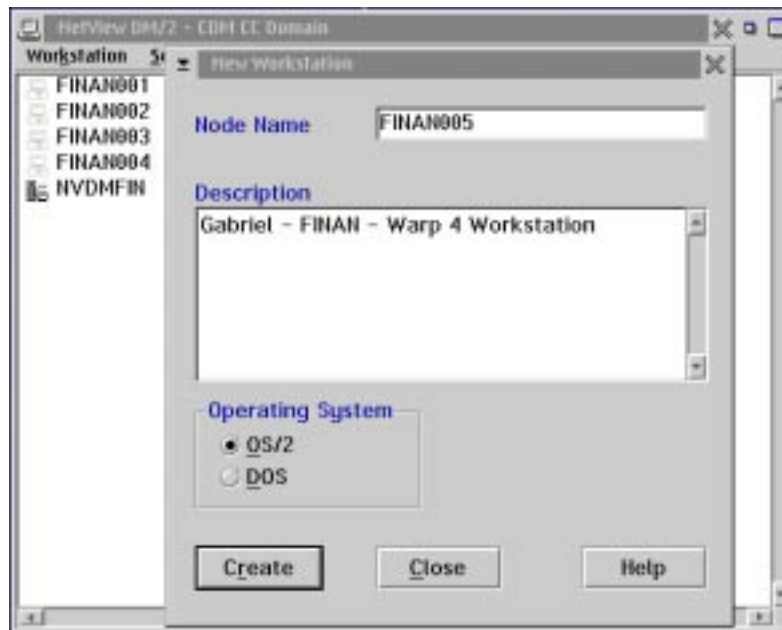 NetView DM/2 - CDM CC Domain
Workstation
FINAN001
FINAN002
FINAN003
FINAN004
NVDMFIN
New Workstation
Node Name
FINAN005
Description
Gabriel - FINAN - Warp 4 Workstation
Operating System
OS/2
DOS
Create
Close
Help